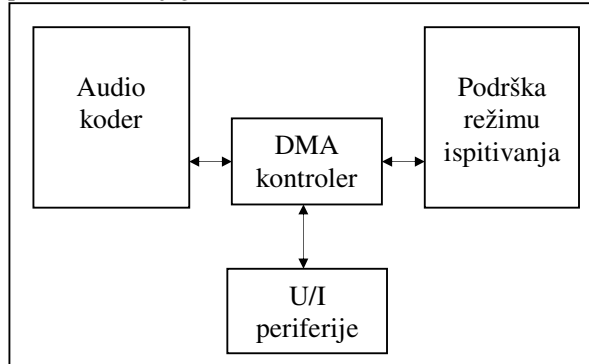 Audio
koder
DMA
kontroler
Podrška
režimu
ispitivanja
U/I
periferije